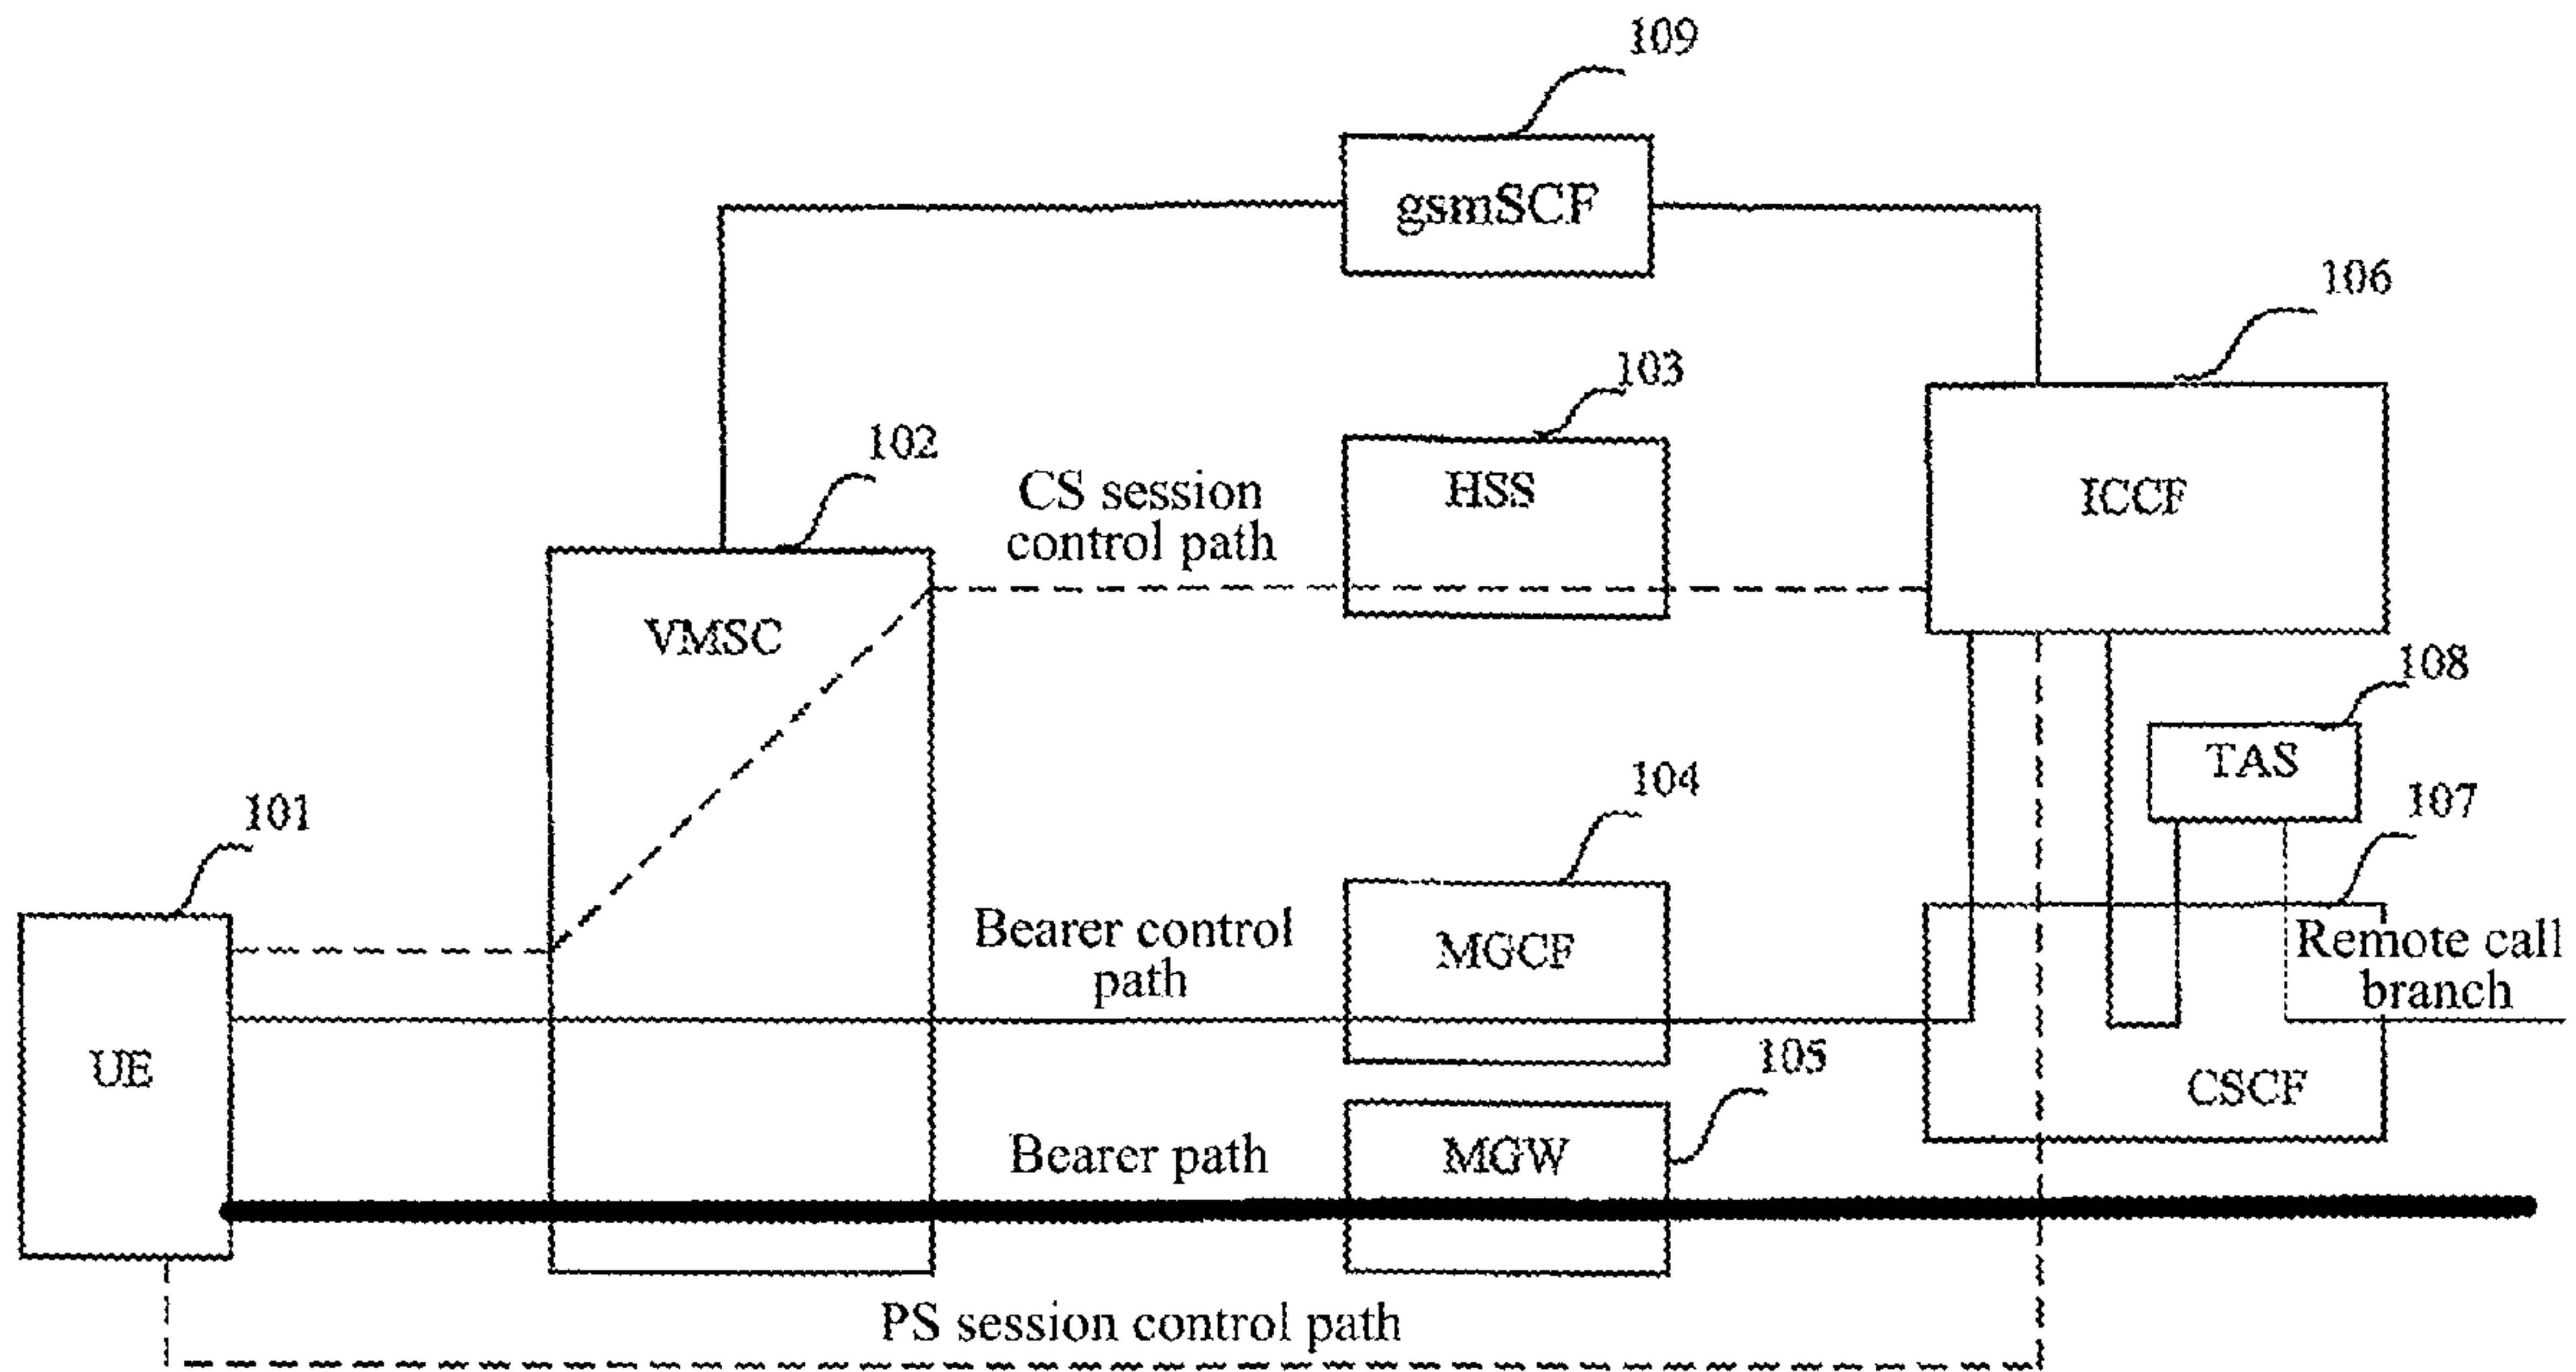 109
gsmSCF
106
103
102
CS session
control path
HSS
ICCF
VMSC
108
TAS
104
107
101
Bearer control
path
MGCF
Remote call
branch
105
UE
CSCF
Bearer path
MGW
PS session control path